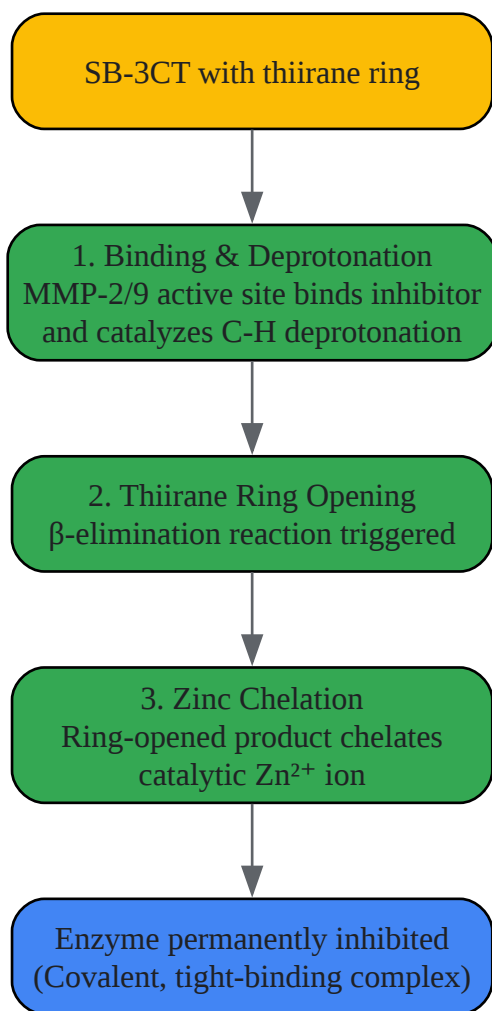 SB-3CT with thiirane ring
1. Binding & Deprotonation
MMP-2/9 active site binds inhibitor
and catalyzes C-H deprotonation
2. Thiirane Ring Opening
β-elimination reaction triggered
3. Zinc Chelation
Ring-opened product chelates
catalytic Zn²⁺ ion
Enzyme permanently inhibited
(Covalent, tight-binding complex)